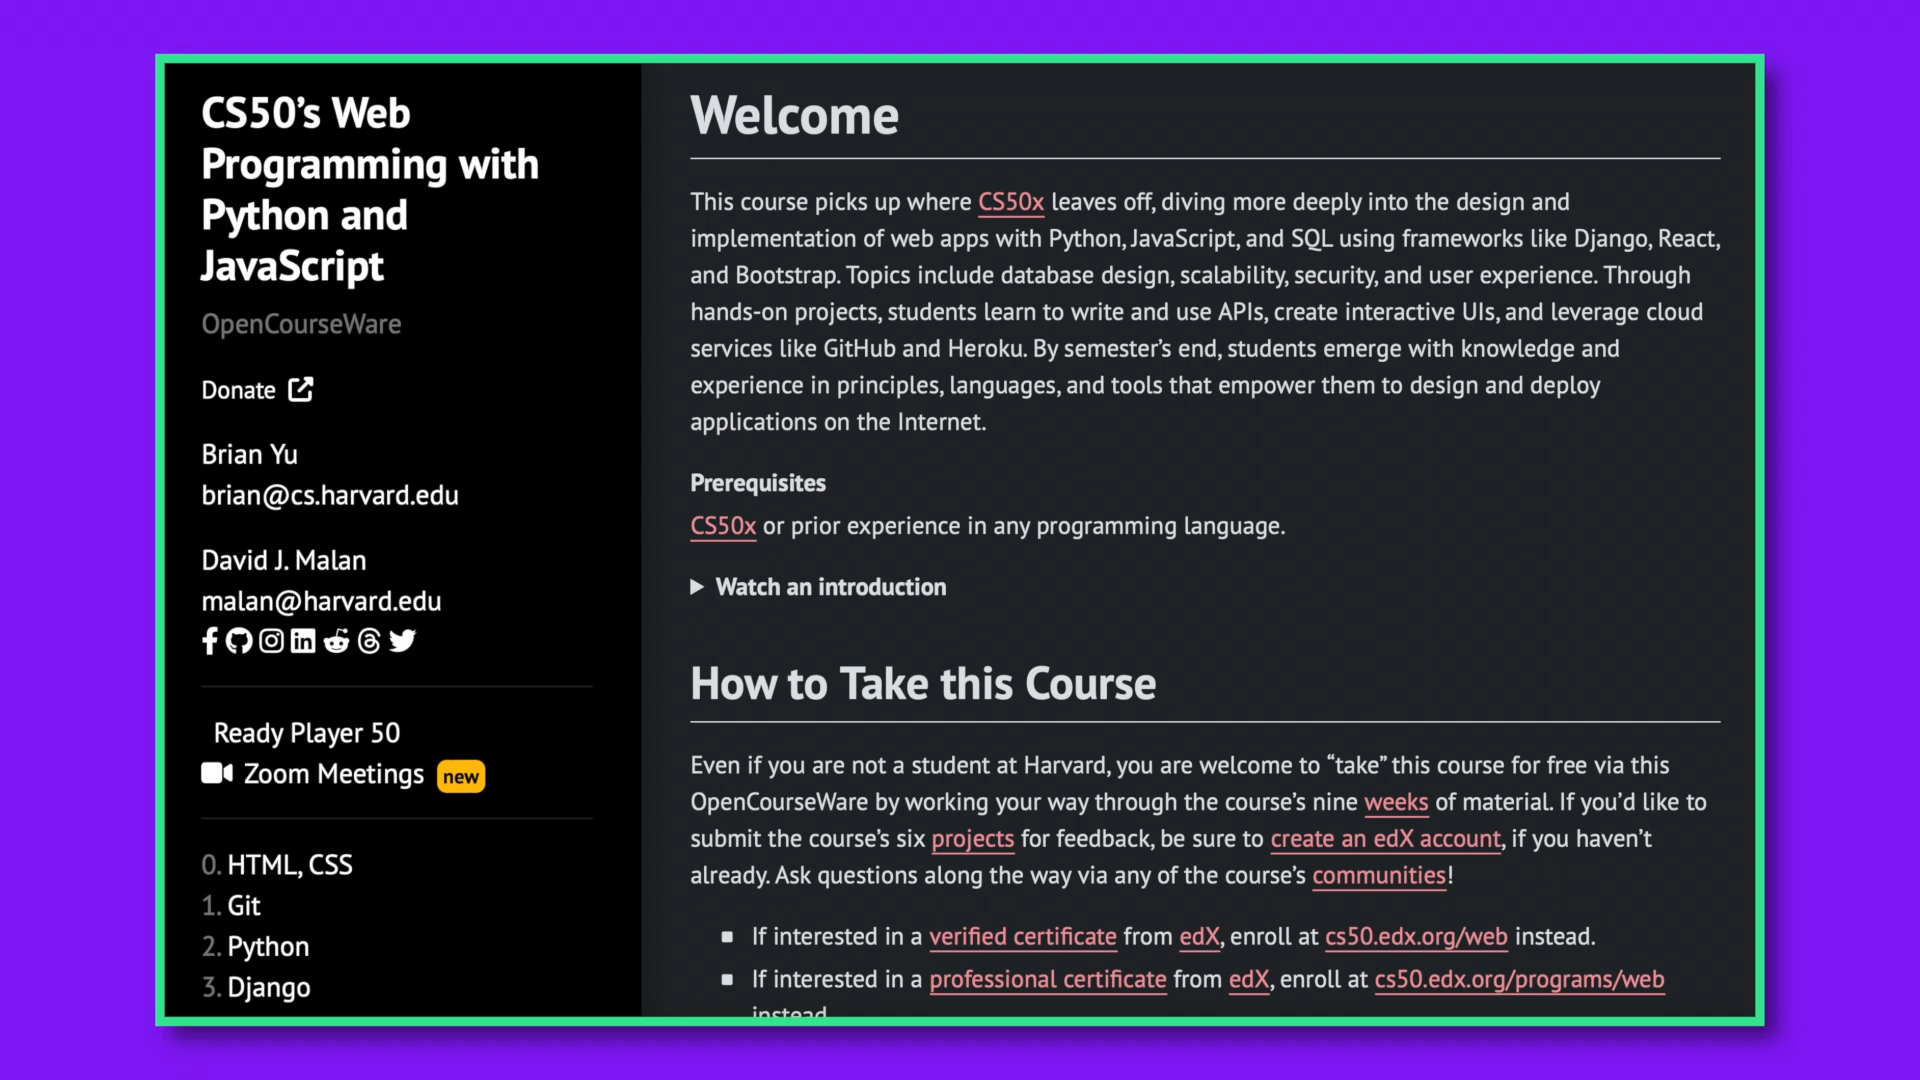 CS50’s Web
Programming with
Python and
JavaScript
OpenCourseWare
Donate
Brian Yu
brian@cs.harvard.edu
David J. Malan
malan@harvard.edu
Ready Player 50
Zoom Meetings new
0. HTML, CSS
1. Git
2. Python
3. Django
Welcome
This course picks up where CS50x leaves off, diving more deeply into the design and
implementation of web apps with Python, JavaScript, and SQL using frameworks like Django, React,
and Bootstrap. Topics include database design, scalability, security, and user experience. Through
hands-on projects, students learn to write and use APIs, create interactive UIs, and leverage cloud
services like GitHub and Heroku. By semester’s end, students emerge with knowledge and
experience in principles, languages, and tools that empower them to design and deploy
applications on the Internet.
Prerequisites
CS50x or prior experience in any programming language.
Watch an introduction
How to Take this Course
Even if you are not a student at Harvard, you are welcome to “take” this course for free via this
OpenCourseWare by working your way through the course’s nine weeks of material. If you’d like to
submit the course’s six projects for feedback, be sure to create an edX account, if you haven’t
already. Ask questions along the way via any of the course’s communities!
If interested in a verified certificate from edX, enroll at cs50.edx.org/web instead.
If interested in a professional certificate from edX, enroll at cs50.edx.org/programs/web
instead.